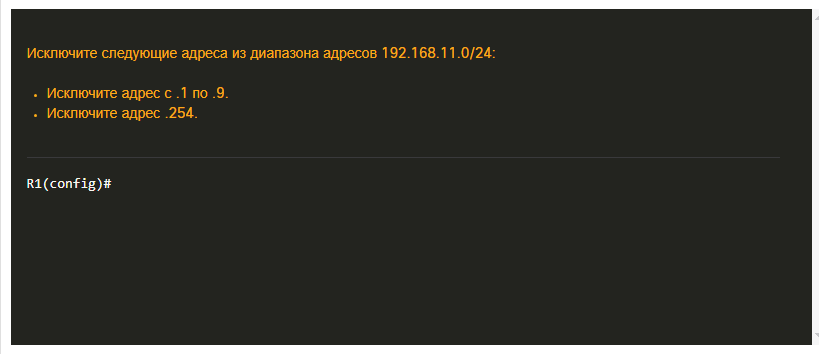 Исключите следующие адреса из диапазона адресов 192.168.11.0/24:
• Исключите адрес с .1 по .9.
• Исключите адрес .254.
R1(config)#